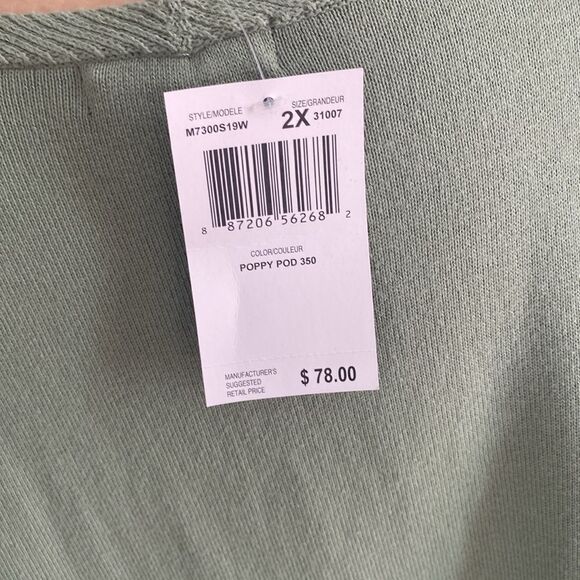 STYLE/MODELE SIZE/GRANDEUR
M7300S19W 2X 31007
8 87206 56268 2
COLOR/COULEUR
POPPY POD 350
MANUFACTURER'S
SUGGESTED
RETAIL PRICE
$ 78.00